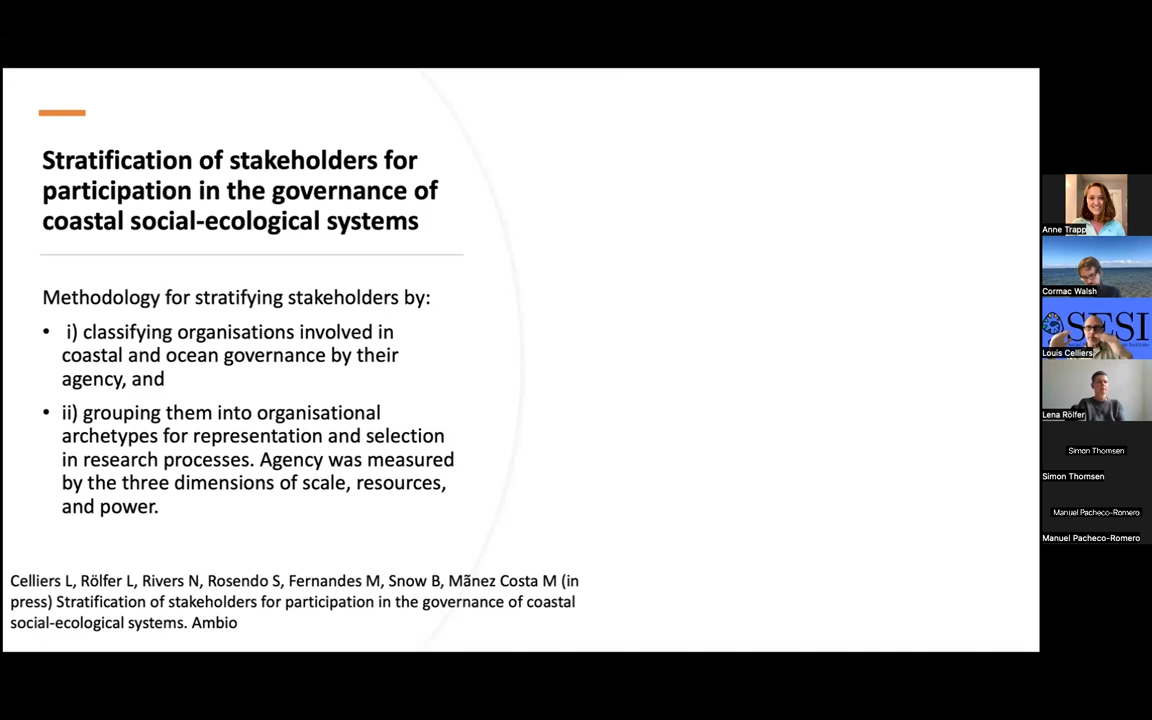 Stratification of stakeholders for
participation in the governance of
coastal social-ecological systems
Methodology for stratifying stakeholders by:
• i) classifying organisations involved in
coastal and ocean governance by their
agency, and
• ii) grouping them into organisational
archetypes for representation and selection
in research processes. Agency was measured
by the three dimensions of scale, resources,
and power.
Celliers L, Rölfer L, Rivers N, Rosendo S, Fernandes M, Snow B, Mãnez Costa M (in
press) Stratification of stakeholders for participation in the governance of coastal
social-ecological systems. Ambio
Anne Trapp
Cormac Walsh
SESI
Louis Celliers
Lena Rölfer
Simon Thomsen
Simon Thomsen
Manuel Pacheco-Romero
Manuel Pacheco-Romero